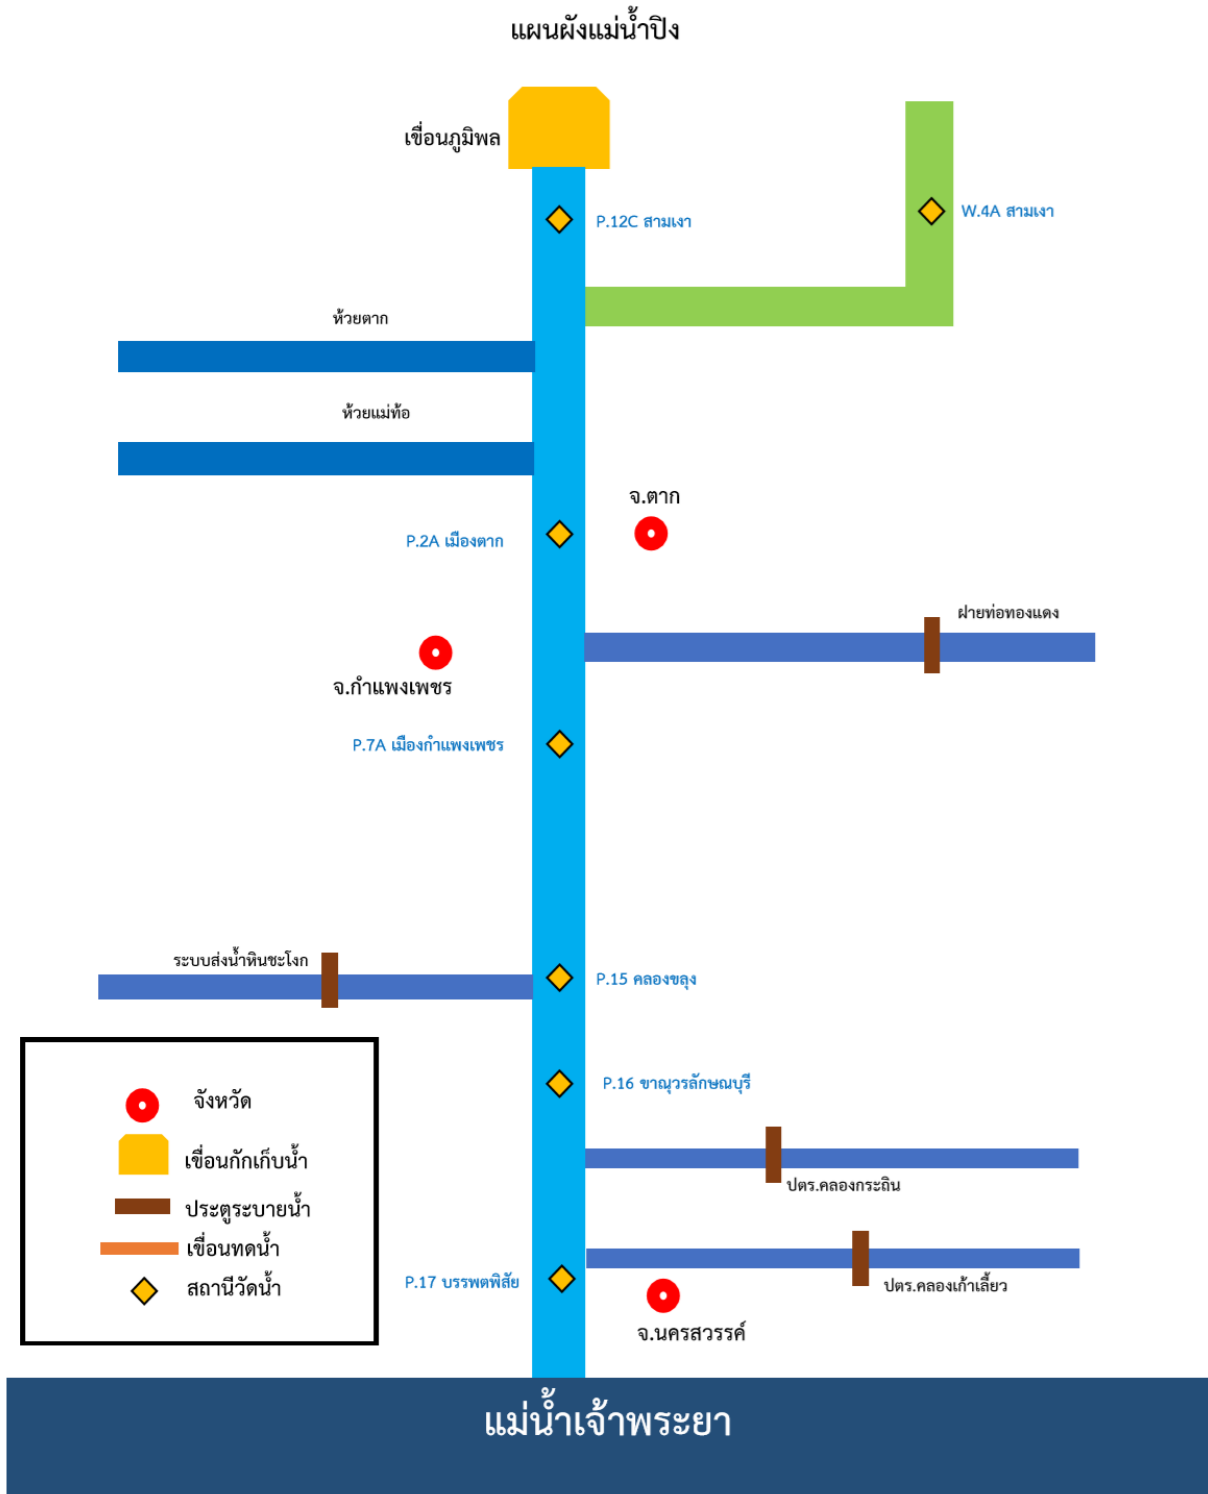 แผนผังแม่น้ำปิง
เขื่อนภูมิพล
P.12C สามเงา
W.4A สามเงา
ห้วยตาก
ห้วยแม่ท้อ
จ.ตาก
P.2A เมืองตาก
ฝายท่อทองแดง
จ.กำแพงเพชร
P.7A เมืองกำแพงเพชร
ระบบส่งน้ำหินชะโงก
P.15 คลองขลุง
P.16 ขาณุวรลักษณบุรี
จังหวัด
เขื่อนกักเก็บน้ำ
ประตูระบายน้ำ
เขื่อนทดน้ำ
สถานีวัดน้ำ
ปตร.คลองกระถิน
P.17 บรรพตพิสัย
ปตร.คลองเก้าเลี้ยว
จ.นครสวรรค์
แม่น้ำเจ้าพระยา